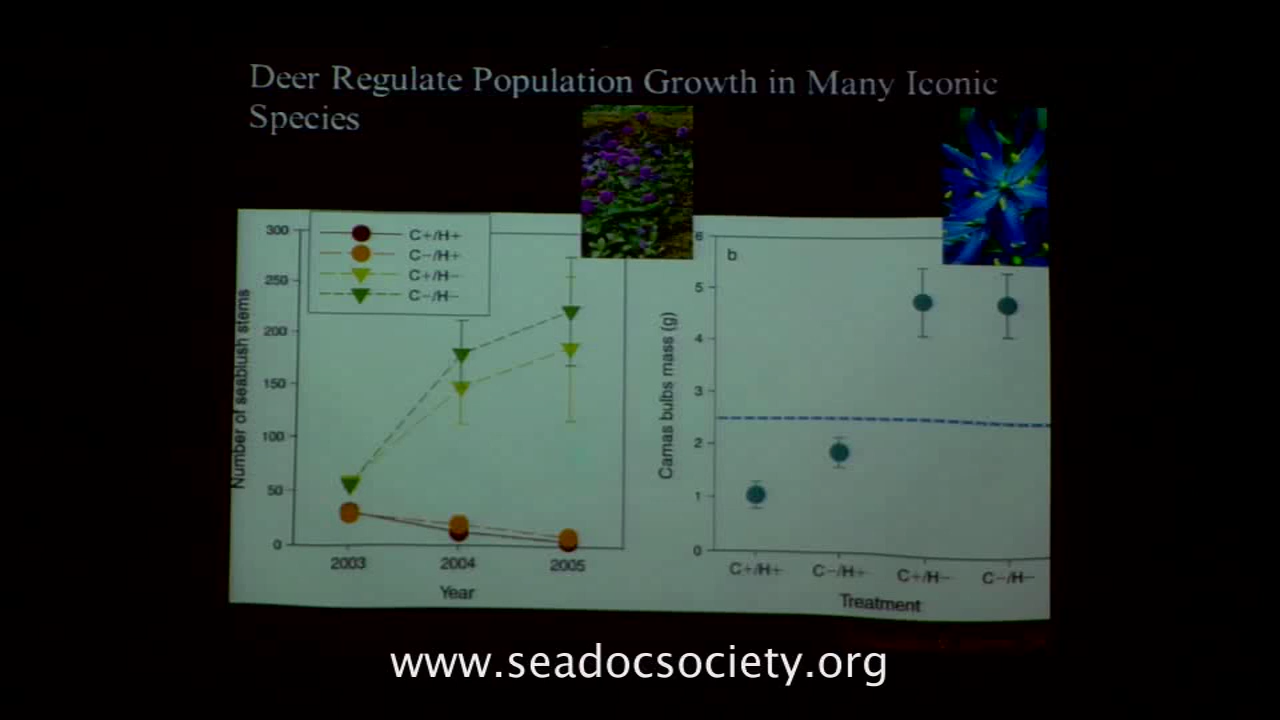 Deer Regulate Population Growth in Many Iconic
Species
300
250
200
150
100
50
0
Number of seablush stems
C+/H+
C−/H+
C+/H−
C−/H−
2003
2004
2005
Year
b
6
5
4
3
2
1
0
Camas bulbs mass (g)
C+/H+
C−/H+
C+/H−
C−/H−
Treatment
www.seadocsociety.org